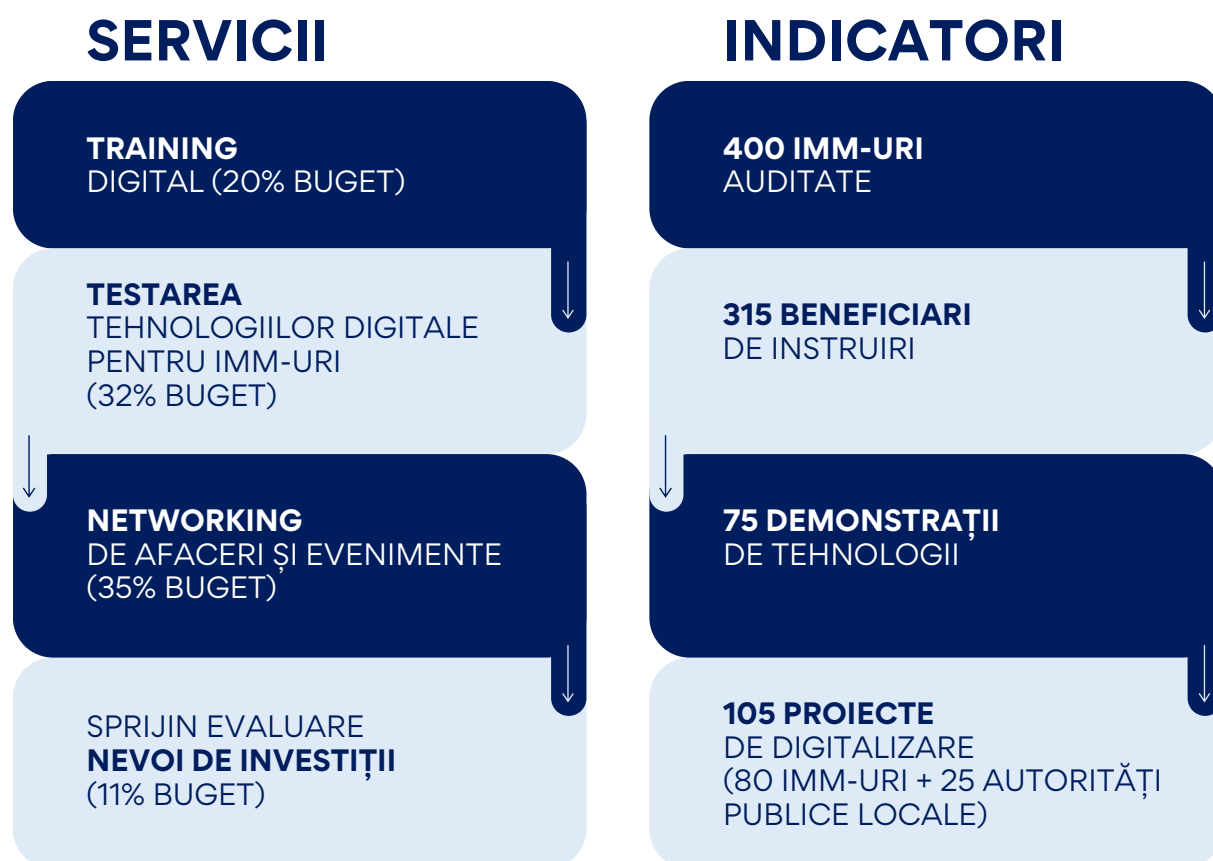 SERVICII
TRAINING
DIGITAL (20% BUGET)
TESTAREA
TEHNOLOGIILOR DIGITALE
PENTRU IMM-URI
(32% BUGET)
NETWORKING
DE AFACERI ȘI EVENIMENTE
(35% BUGET)
SPRIJIN EVALUARE
NEVOI DE INVESTIȚII
(11% BUGET)
INDICATORI
400 IMM-URI
AUDITATE
315 BENEFICIARI
DE INSTRUIRI
75 DEMONSTRAȚII
DE TEHNOLOGII
105 PROIECTE
DE DIGITALIZARE
(80 IMM-URI + 25 AUTORITĂȚI
PUBLICE LOCALE)